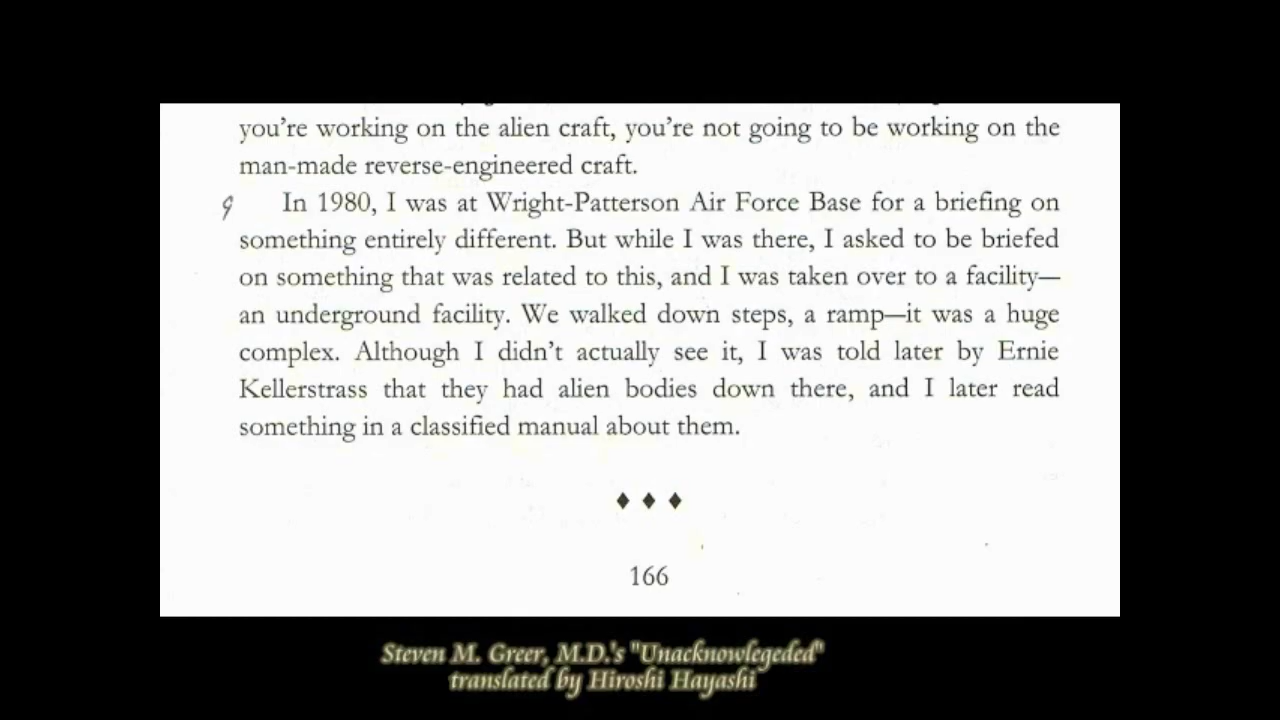 you're working on the alien craft, you're not going to be working on the
man-made reverse-engineered craft.
9 In 1980, I was at Wright-Patterson Air Force Base for a briefing on
something entirely different. But while I was there, I asked to be briefed
on something that was related to this, and I was taken over to a facility—
an underground facility. We walked down steps, a ramp—it was a huge
complex. Although I didn't actually see it, I was told later by Ernie
Kellerstrass that they had alien bodies down there, and I later read
something in a classified manual about them.
♦ ♦ ♦
166
Steven M. Greer, M.D.'s "Unacknowlegeded"
translated by Hiroshi Hayashi